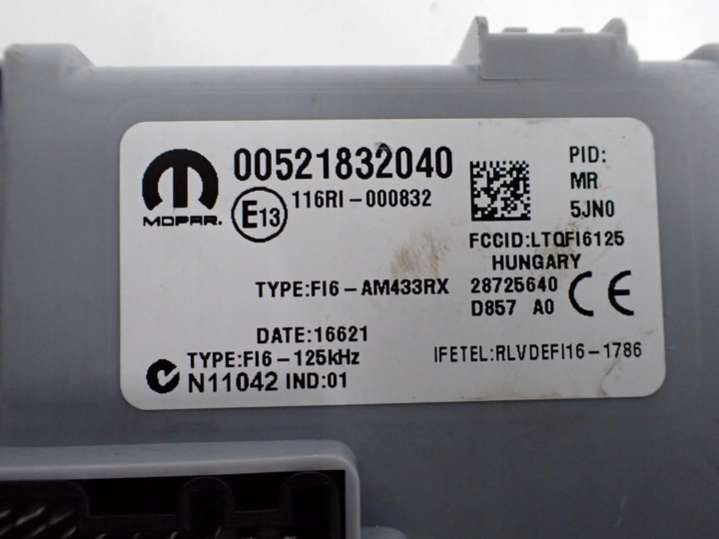 00521832040
MOPAR.
E13
116RI-000832
PID:
MR
5JN0
FCCID:LTQFI6125
HUNGARY
TYPE:FI6-AM433RX
28725640
D857 A0
CE
DATE:16621
TYPE:FI6-125kHz
N11042 IND:01
IFETEL:RLVDEFI16-1786